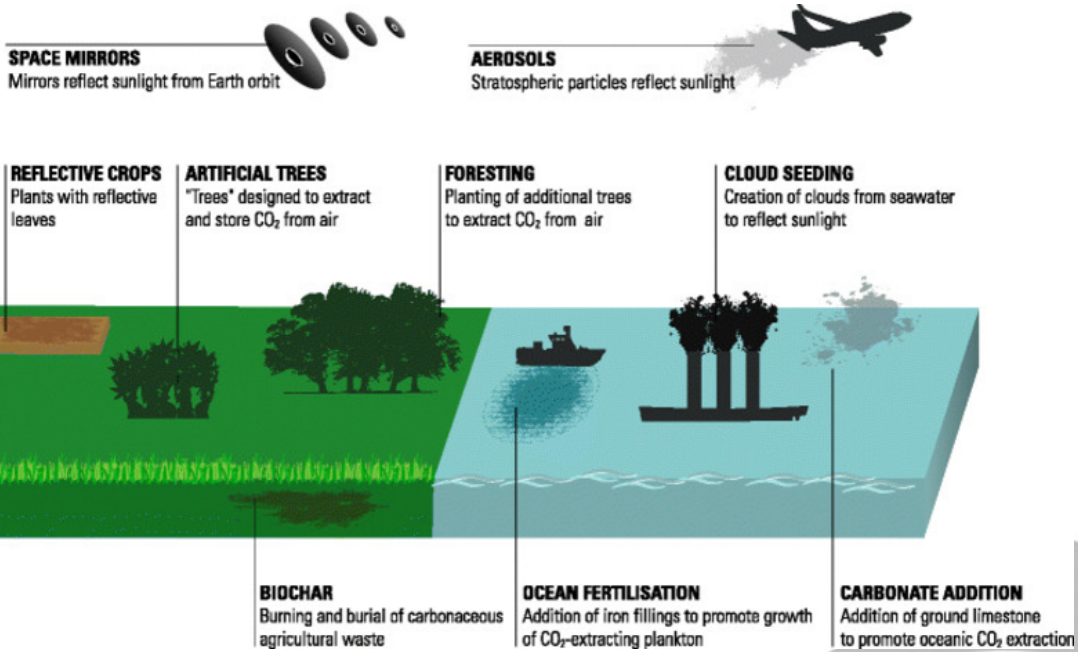 SPACE MIRRORS
Mirrors reflect sunlight from Earth orbit
AEROSOLS
Stratospheric particles reflect sunlight
REFLECTIVE CROPS
Plants with reflective
leaves
ARTIFICIAL TREES
"Trees" designed to extract
and store CO₂ from air
FORESTING
Planting of additional trees
to extract CO₂ from air
CLOUD SEEDING
Creation of clouds from seawater
to reflect sunlight
BIOCHAR
Burning and burial of carbonaceous
agricultural waste
OCEAN FERTILISATION
Addition of iron fillings to promote growth
of CO₂-extracting plankton
CARBONATE ADDITION
Addition of ground limestone
to promote oceanic CO₂ extraction